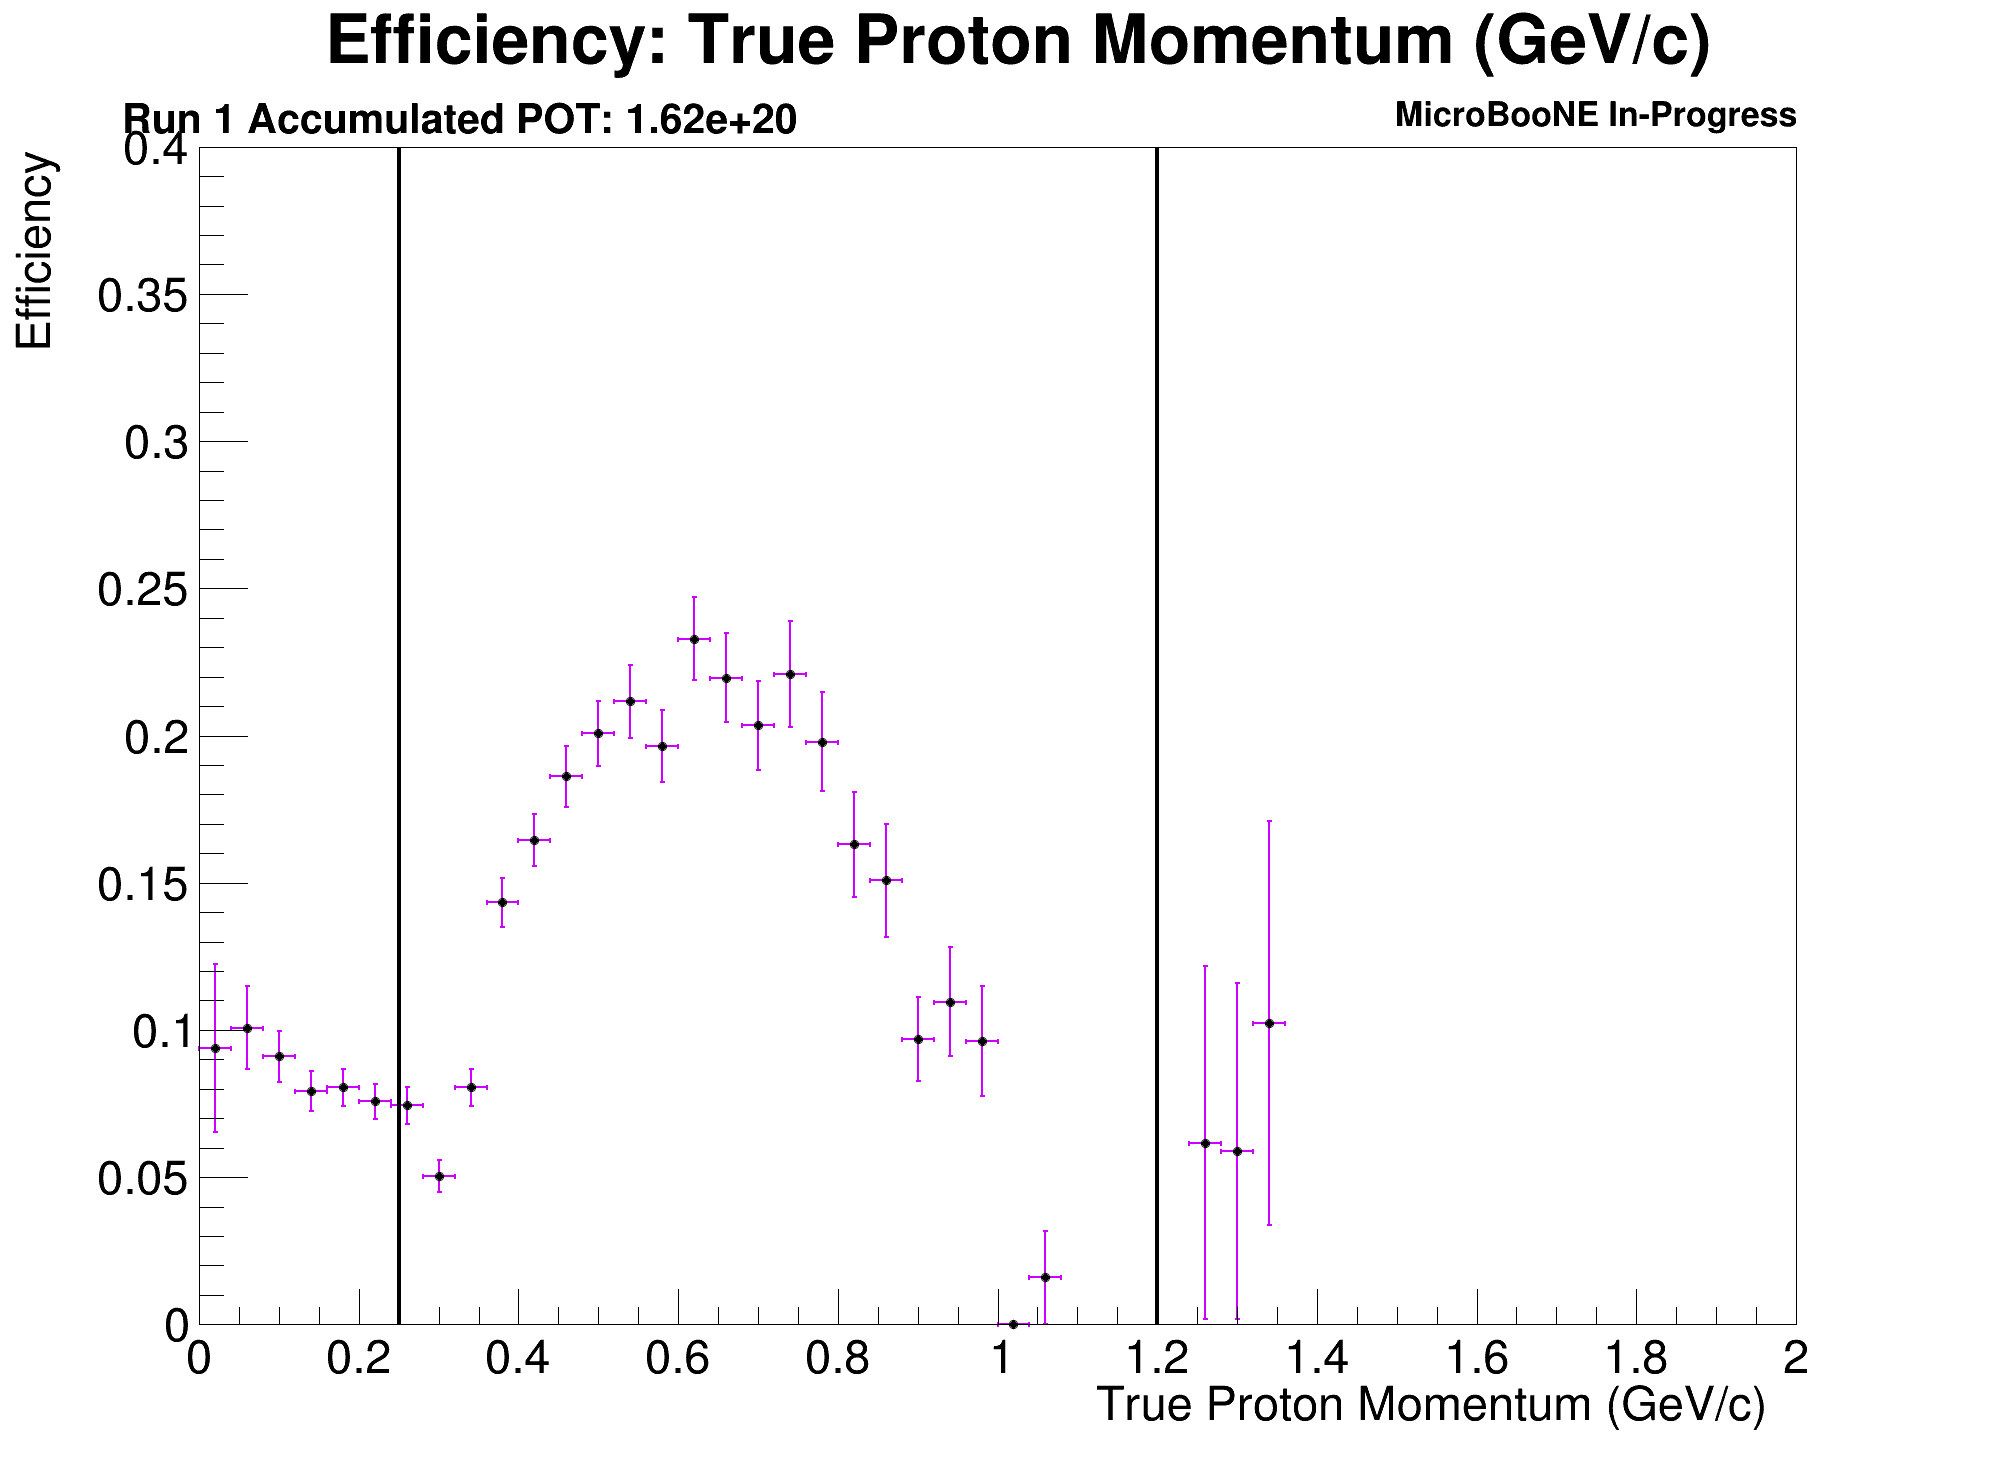 Efficiency: True Proton Momentum (GeV/c)
Run 1 Accumulated POT: 1.62e+20
MicroBooNE In-Progress
Efficiency
0.4
0.35
0.3
0.25
0.2
0.15
0.1
0.05
0
0 0.2 0.4 0.6 0.8 1 1.2 1.4 1.6 1.8 2
True Proton Momentum (GeV/c)